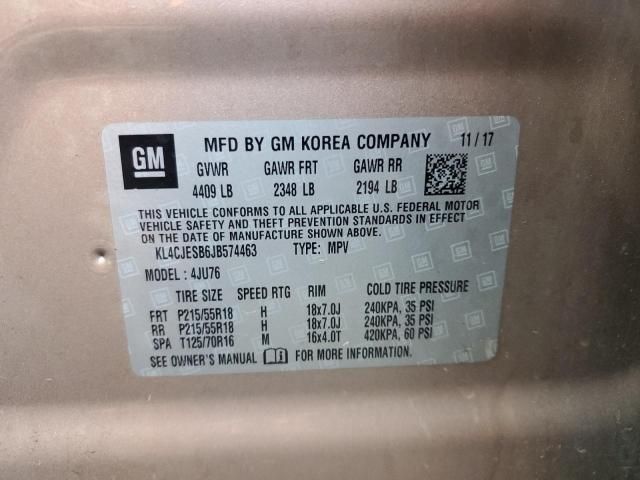 GM MFD BY GM KOREA COMPANY 11/17
GVWR GAWR FRT GAWR RR
4409 LB 2348 LB 2194 LB
THIS VEHICLE CONFORMS TO ALL APPLICABLE U.S. FEDERAL MOTOR
VEHICLE SAFETY AND THEFT PREVENTION STANDARDS IN EFFECT
ON THE DATE OF MANUFACTURE SHOWN ABOVE.
KL4CJESB6JB574463 TYPE: MPV
MODEL : 4JU76
TIRE SIZE SPEED RTG RIM COLD TIRE PRESSURE
FRT P215/55R18 H 18x7.0J 240KPA, 35 PSI
RR P215/55R18 H 18x7.0J 240KPA, 35 PSI
SPA T125/70R16 M 16x4.0T 420KPA, 60 PSI
SEE OWNER'S MANUAL FOR MORE INFORMATION.